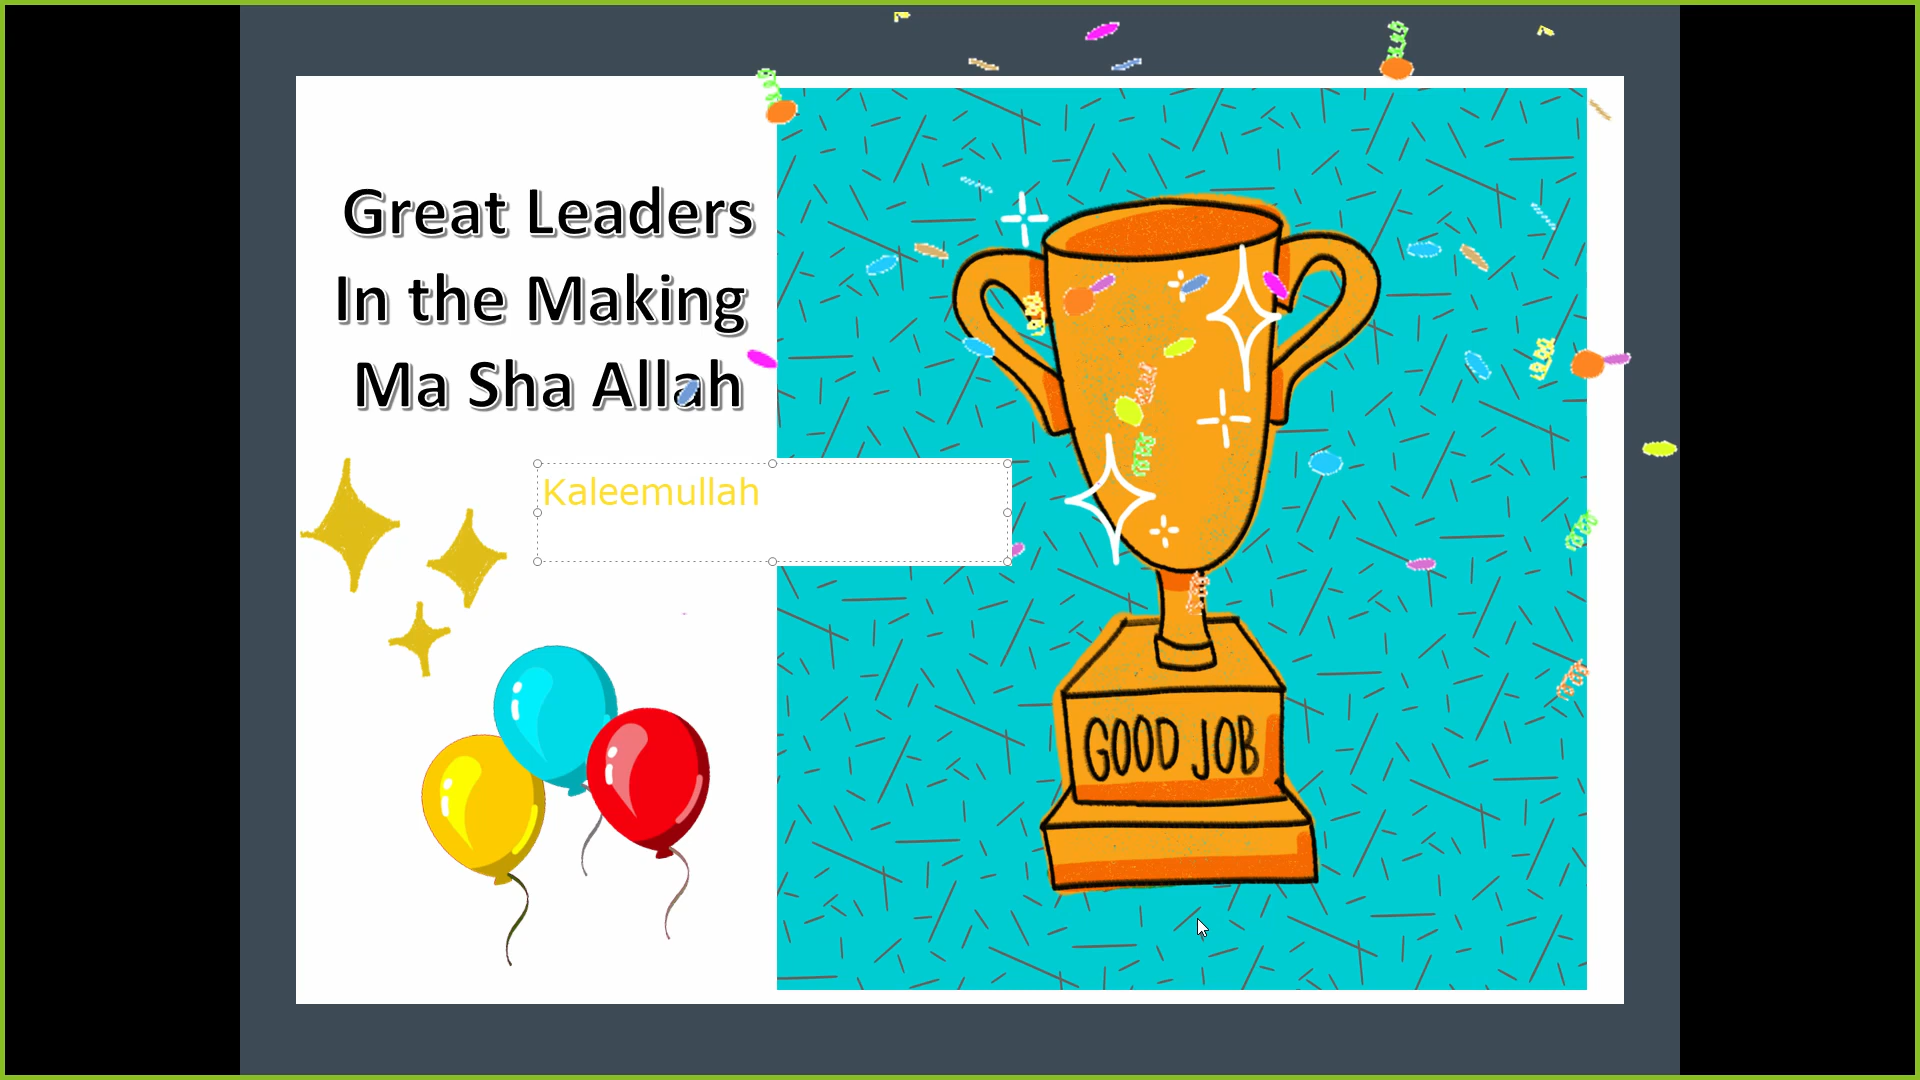 Great Leaders
In the Making
Ma Sha Allah
Kaleemullah
GOOD JOB